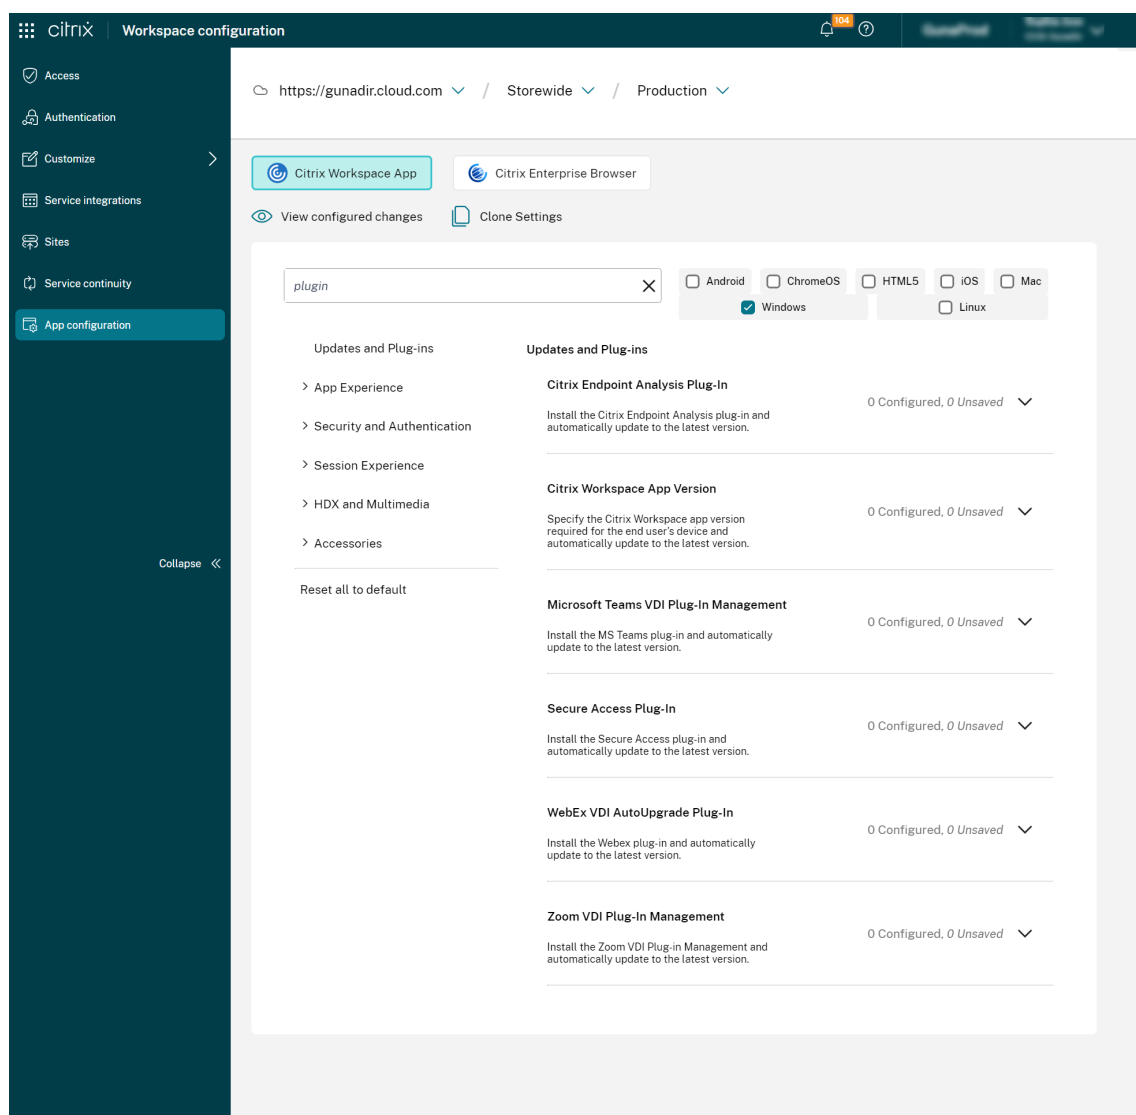 citrix Workspace configuration 104
Access
Authentication
Customize
Service integrations
Sites
Service continuity
App configuration
Collapse
https://gunadir.cloud.com / Storewide / Production
Citrix Workspace App Citrix Enterprise Browser
View configured changes Clone Settings
plugin
Android ChromeOS HTML5 iOS Mac
Windows Linux
Updates and Plug-ins
App Experience
Security and Authentication
Session Experience
HDX and Multimedia
Accessories
Reset all to default
Updates and Plug-ins
Citrix Endpoint Analysis Plug-In
Install the Citrix Endpoint Analysis plug-in and
automatically update to the latest version.
0 Configured, 0 Unsaved
Citrix Workspace App Version
Specify the Citrix Workspace app version
required for the end user's device and
automatically update to the latest version.
0 Configured, 0 Unsaved
Microsoft Teams VDI Plug-In Management
Install the MS Teams plug-in and automatically
update to the latest version.
0 Configured, 0 Unsaved
Secure Access Plug-In
Install the Secure Access plug-in and
automatically update to the latest version.
0 Configured, 0 Unsaved
WebEx VDI AutoUpgrade Plug-In
Install the Webex plug-in and automatically
update to the latest version.
0 Configured, 0 Unsaved
Zoom VDI Plug-In Management
Install the Zoom VDI Plug-in Management and
automatically update to the latest version.
0 Configured, 0 Unsaved